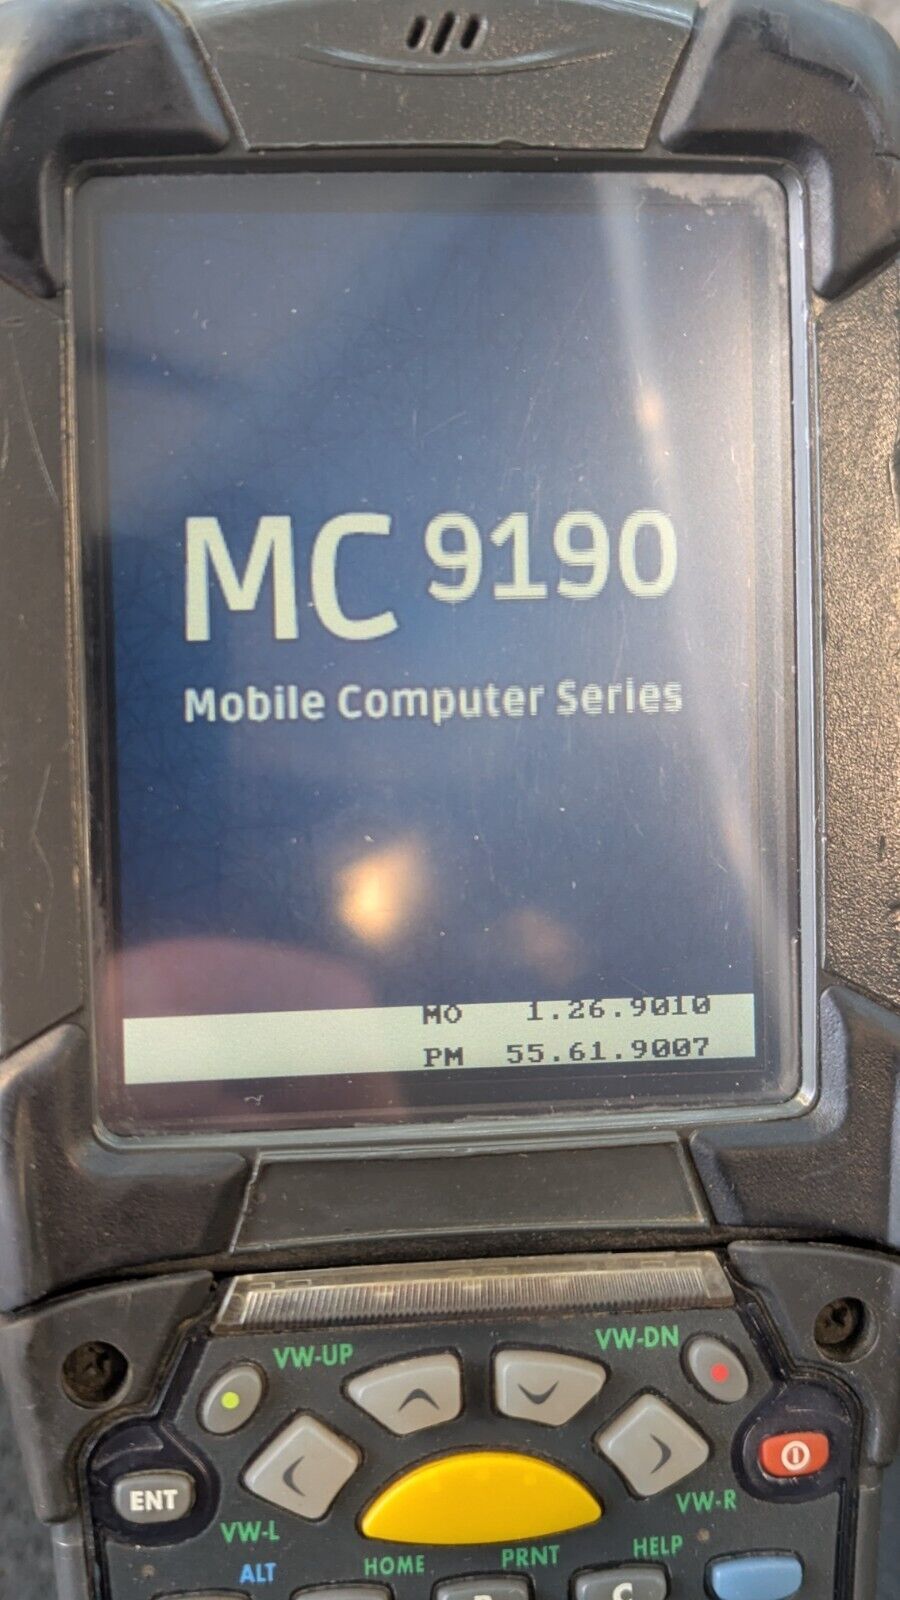 MC 9190
Mobile Computer Series
MO 1.26.9010
PM 55.61.9007
VW-UP VW-DN
ENT
VW-L VW-R
ALT HOME PRNT HELP
C